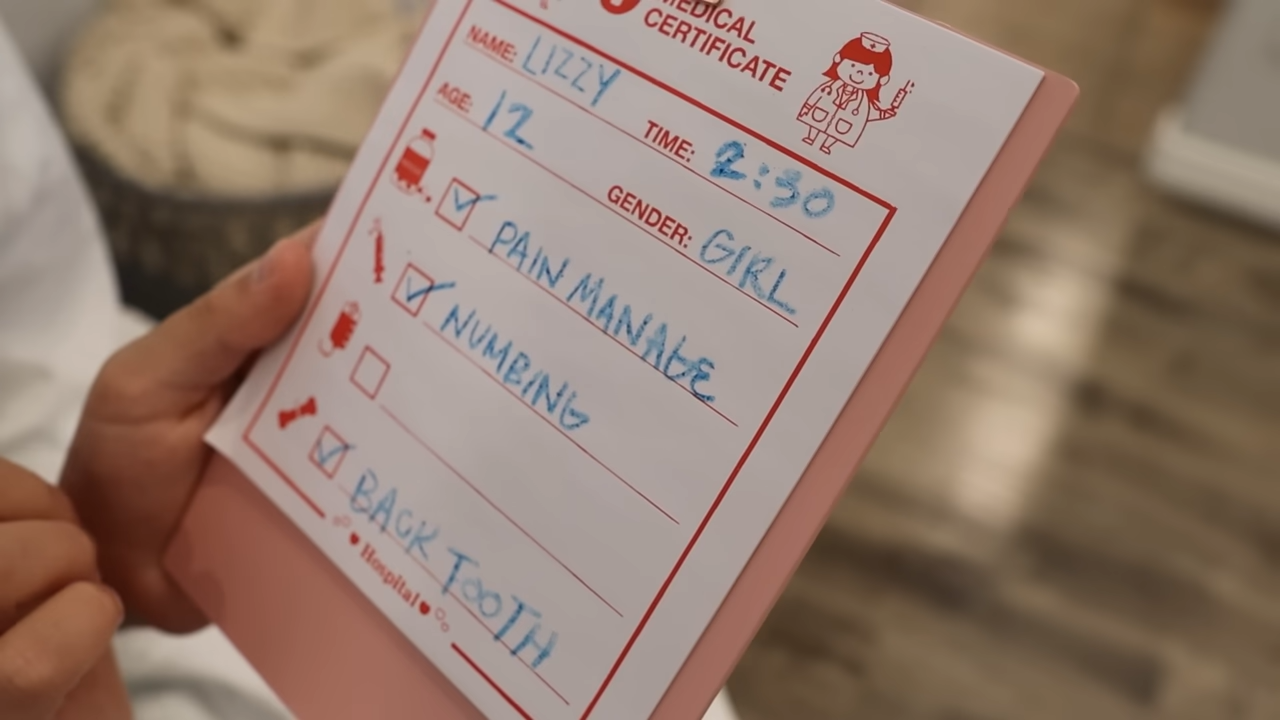 MEDICAL
CERTIFICATE
NAME: LIZZY
TIME: 2:30
AGE: 12
GENDER: GIRL
PAIN MANAGE
NUMBING
BACK TOOTH
Hospital